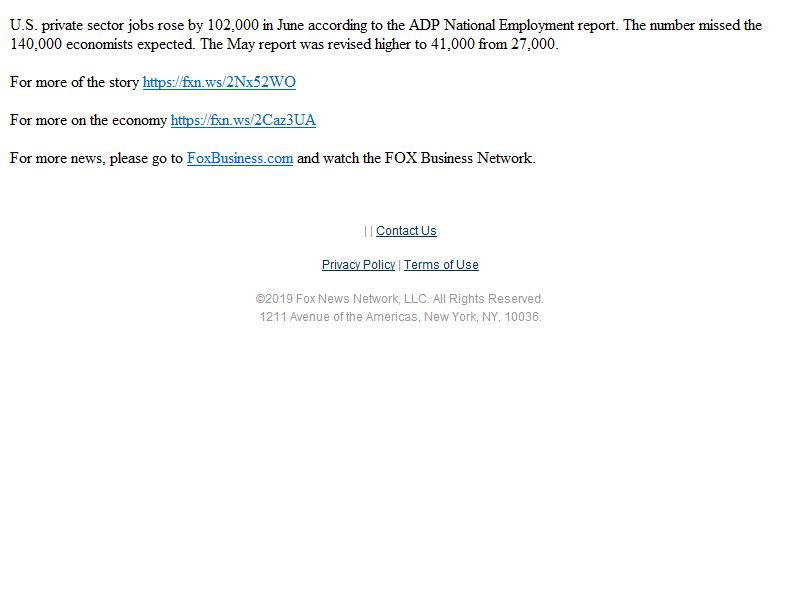 U.S. private sector jobs rose by 102,000 in June according to the ADP National Employment report. The number missed the
140,000 economists expected. The May report was revised higher to 41,000 from 27,000.
For more of the story https://fxn.ws/2Nx52WO
For more on the economy https://fxn.ws/2Caz3UA
For more news, please go to FoxBusiness.com and watch the FOX Business Network.
| | Contact Us
Privacy Policy | Terms of Use
©2019 Fox News Network, LLC. All Rights Reserved.
1211 Avenue of the Americas, New York, NY, 10036.